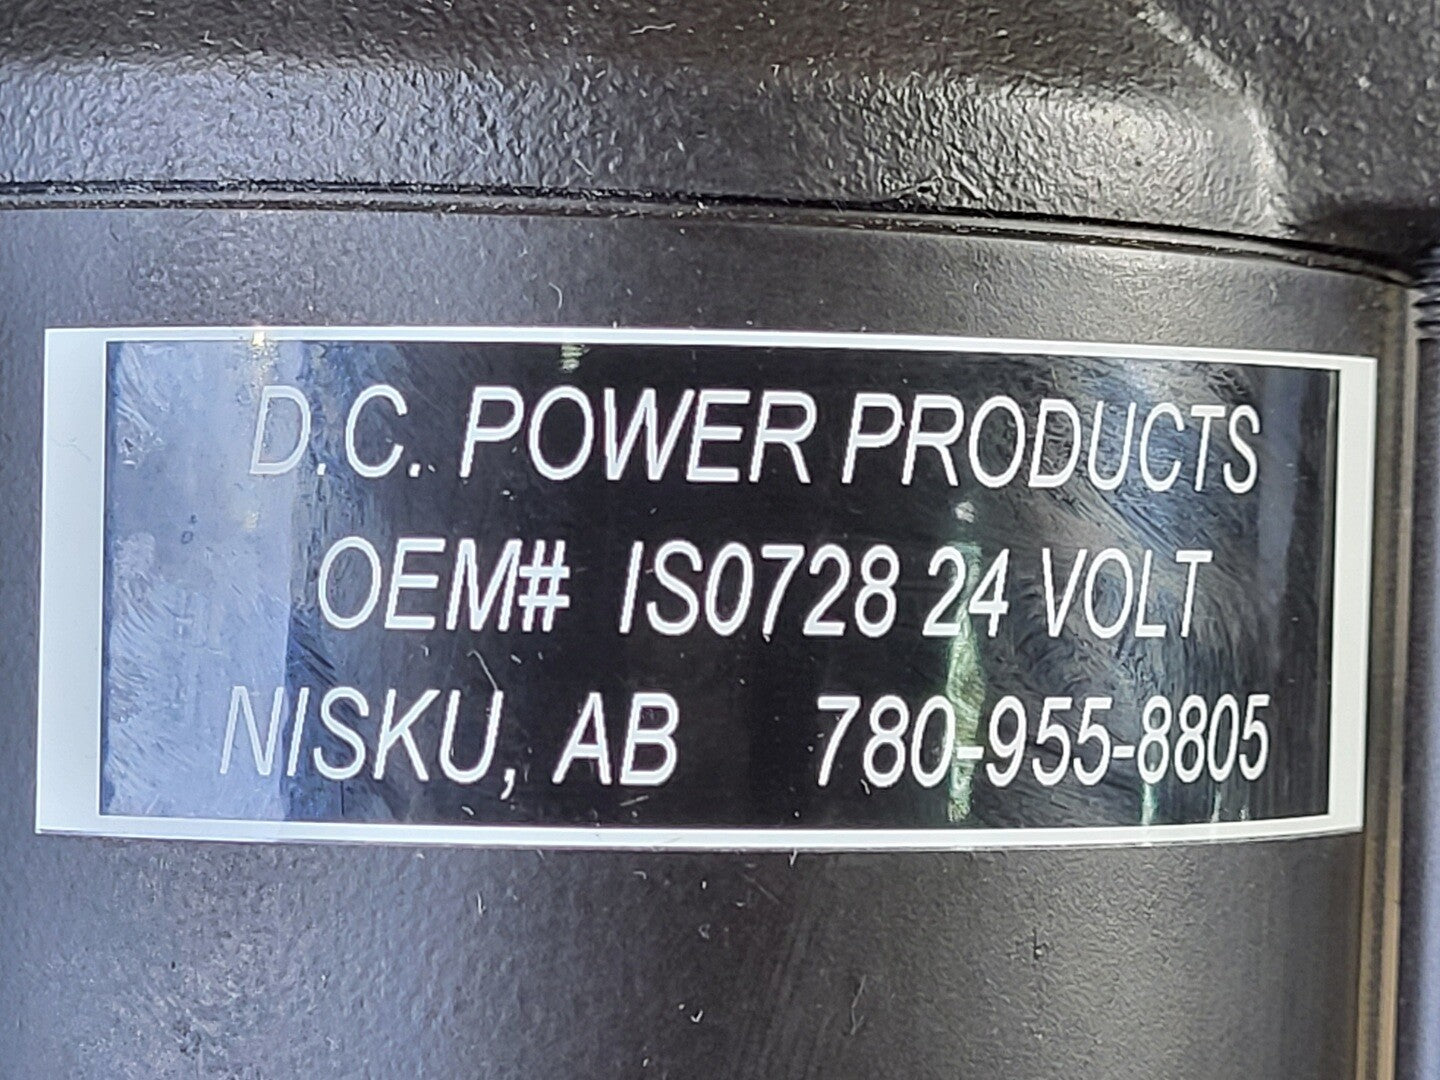 D.C. POWER PRODUCTS
OEM# IS0728 24 VOLT
NISKU, AB 780-955-8805